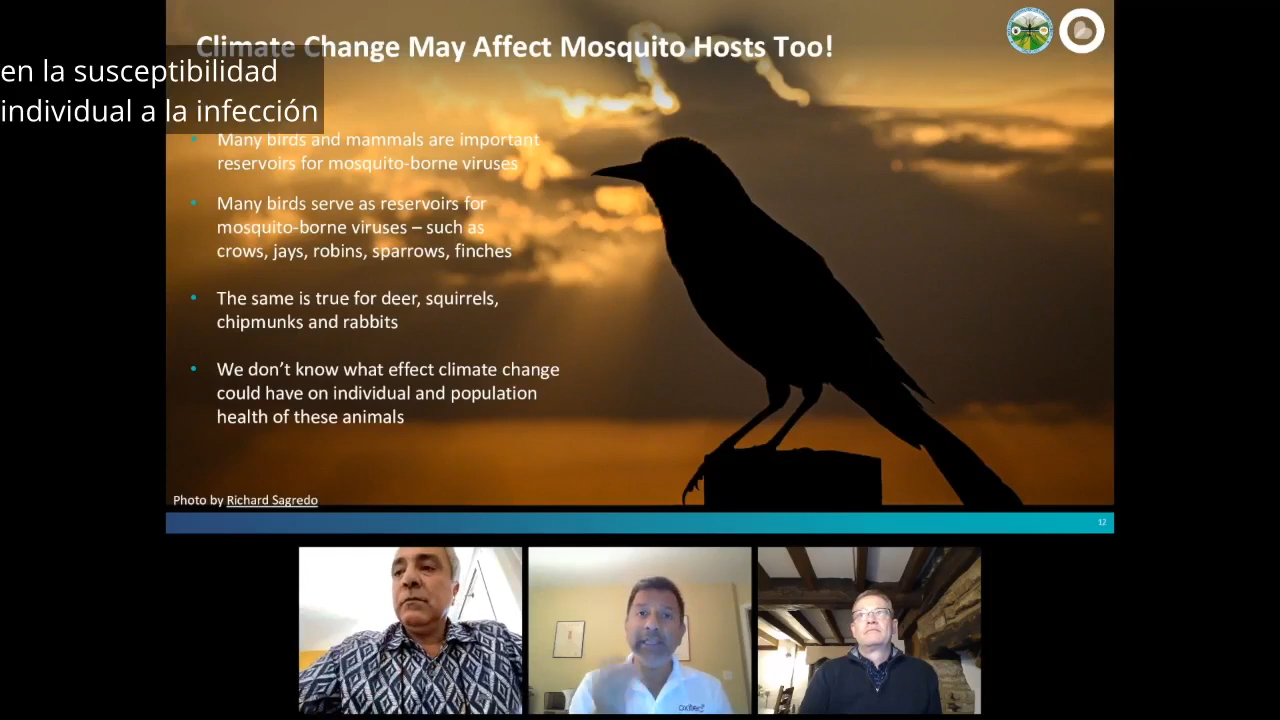 Climate Change May Affect Mosquito Hosts Too!
en la susceptibilidad
individual a la infección
• Many birds and mammals are important
reservoirs for mosquito-borne viruses
• Many birds serve as reservoirs for
mosquito-borne viruses – such as
crows, jays, robins, sparrows, finches
• The same is true for deer, squirrels,
chipmunks and rabbits
• We don't know what effect climate change
could have on individual and population
health of these animals
Photo by Richard Sagredo
12